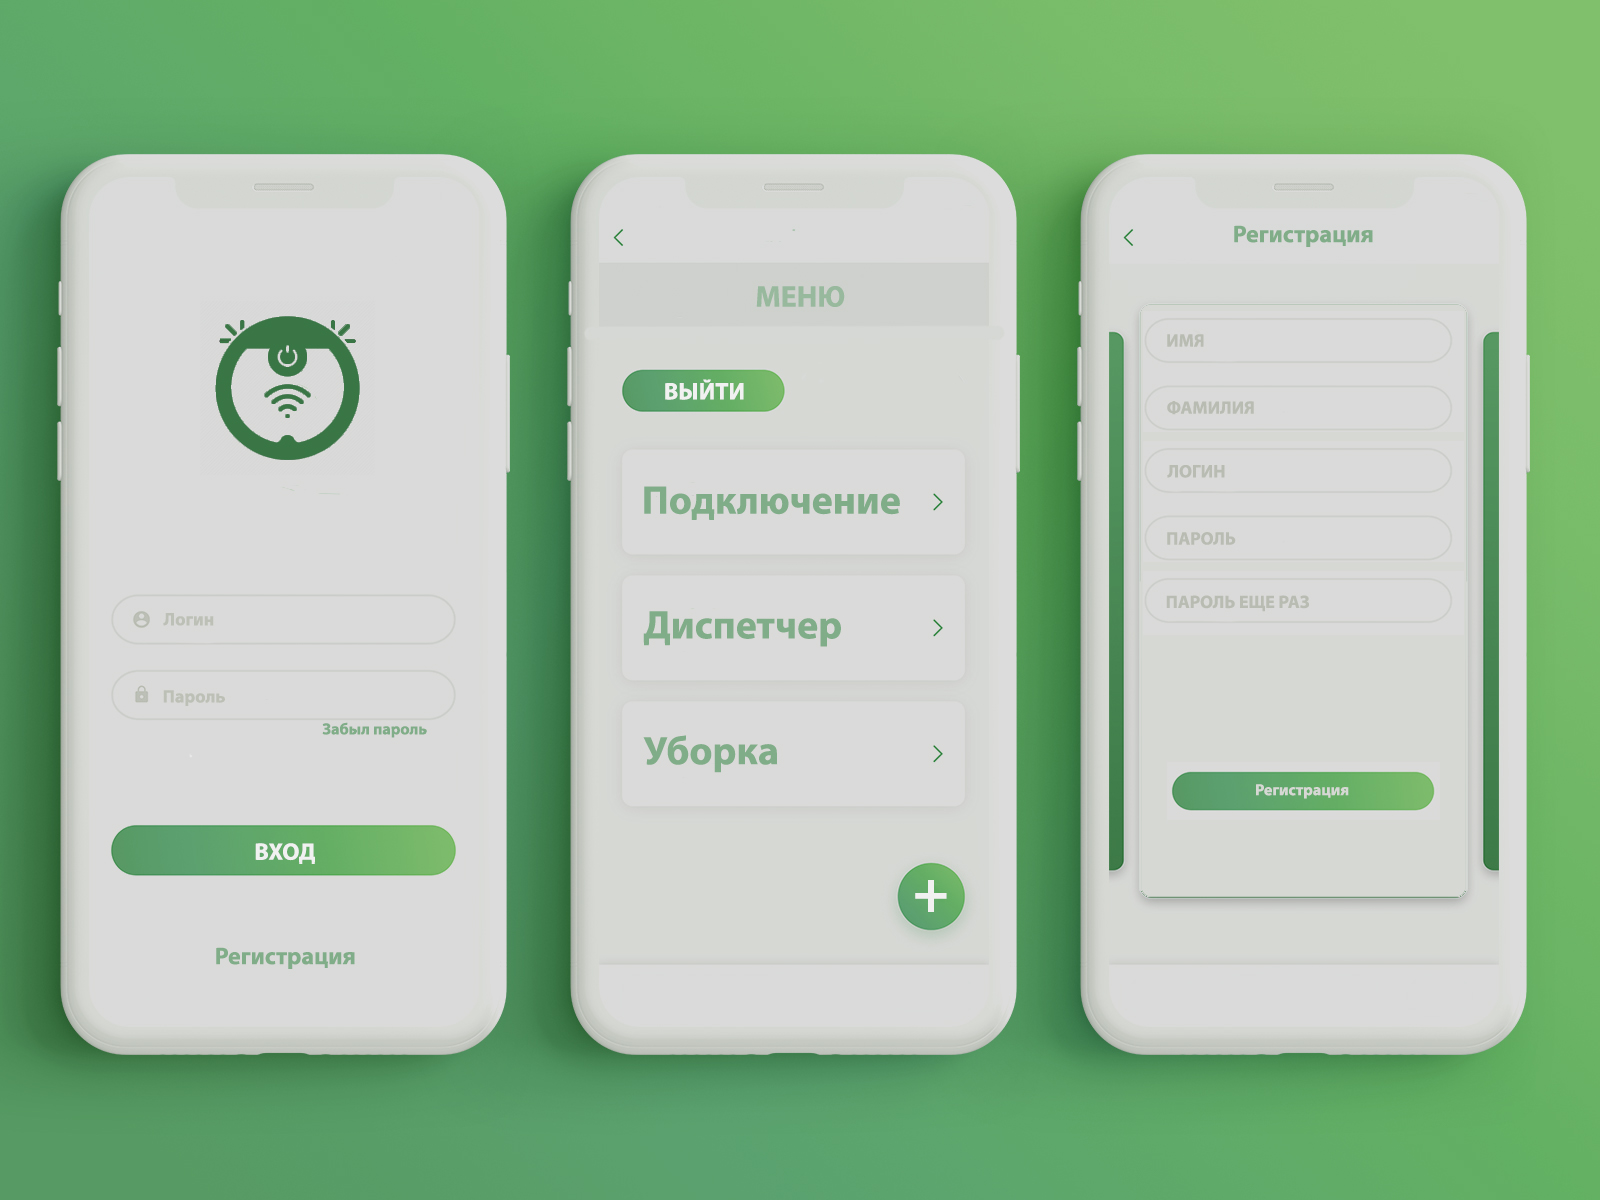 Логин
Пароль
Забыл пароль
ВХОД
Регистрация
МЕНЮ
ВЫЙТИ
Подключение
Диспетчер
Уборка
Регистрация
ИМЯ
ФАМИЛИЯ
ЛОГИН
ПАРОЛЬ
ПАРОЛЬ ЕЩЕ РАЗ
Регистрация